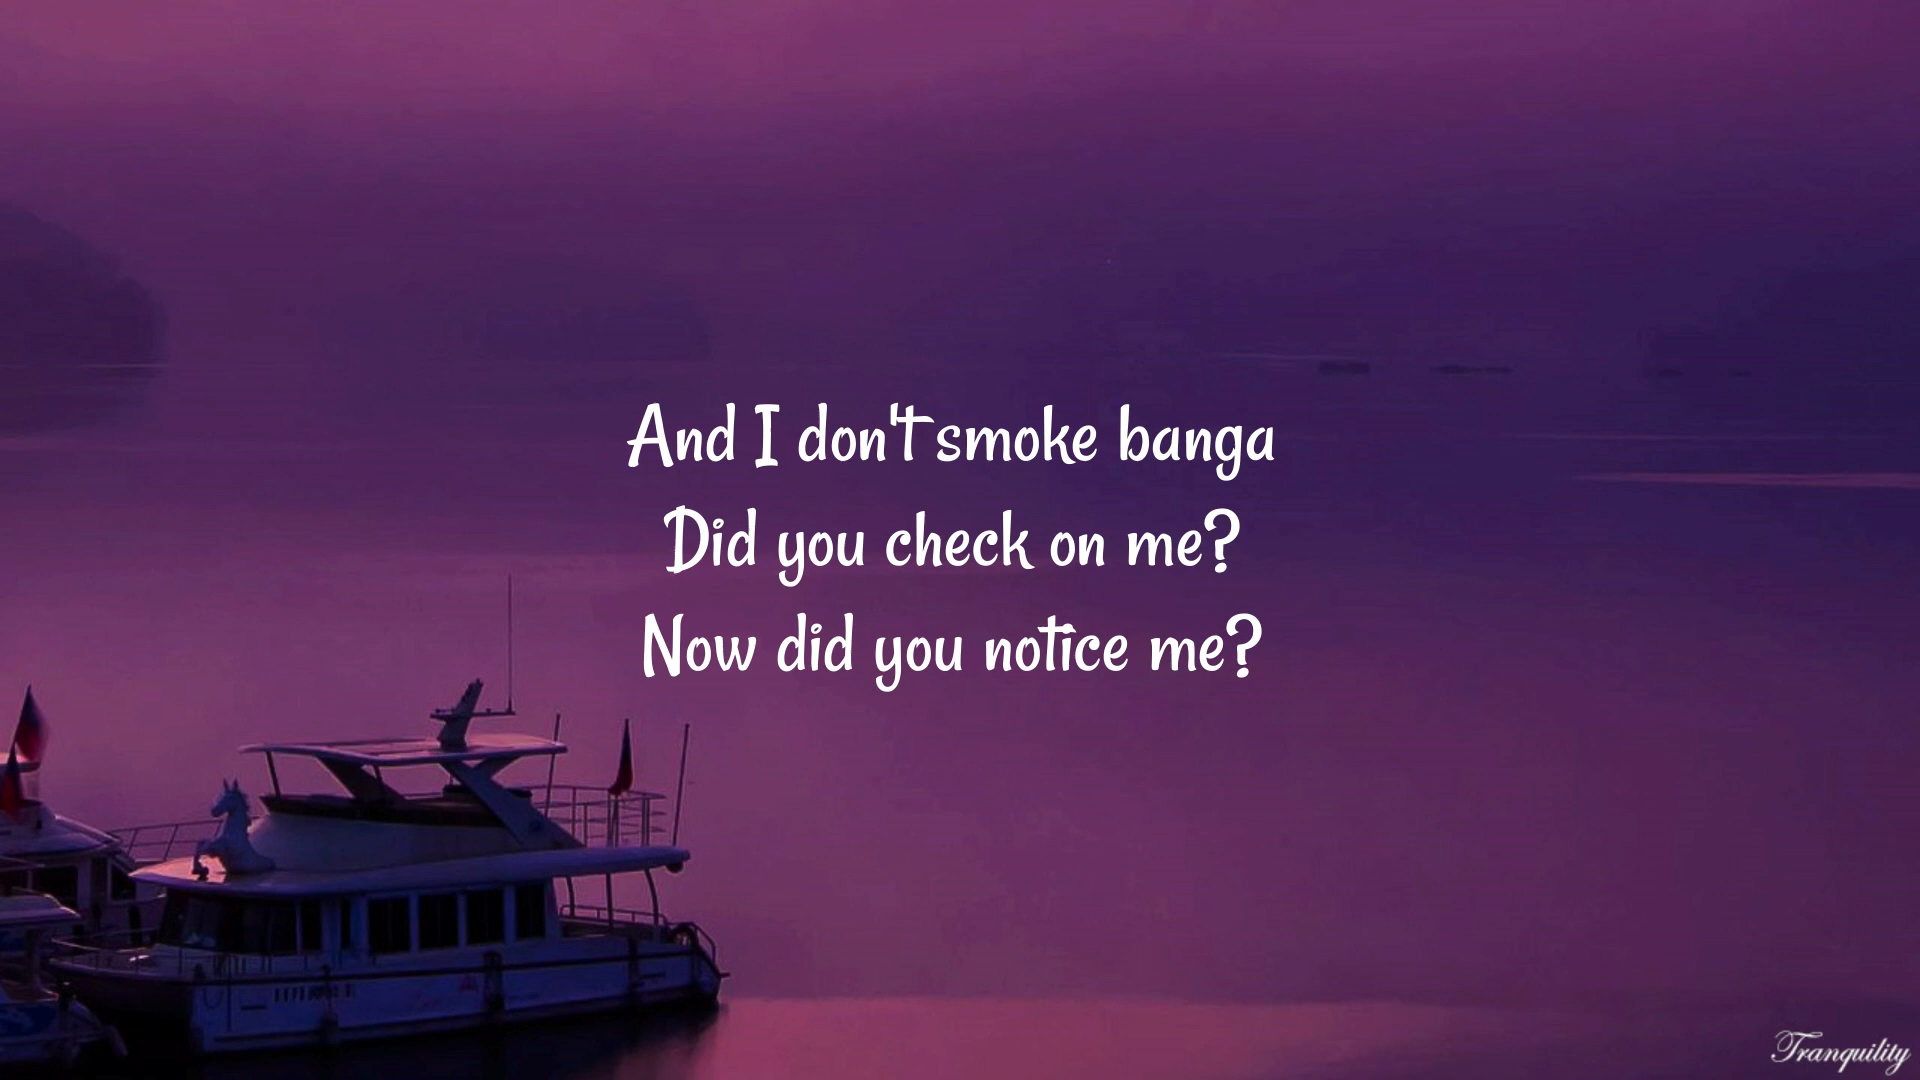 And I don't smoke banga
Did you check on me?
Now did you notice me?
Tranquility